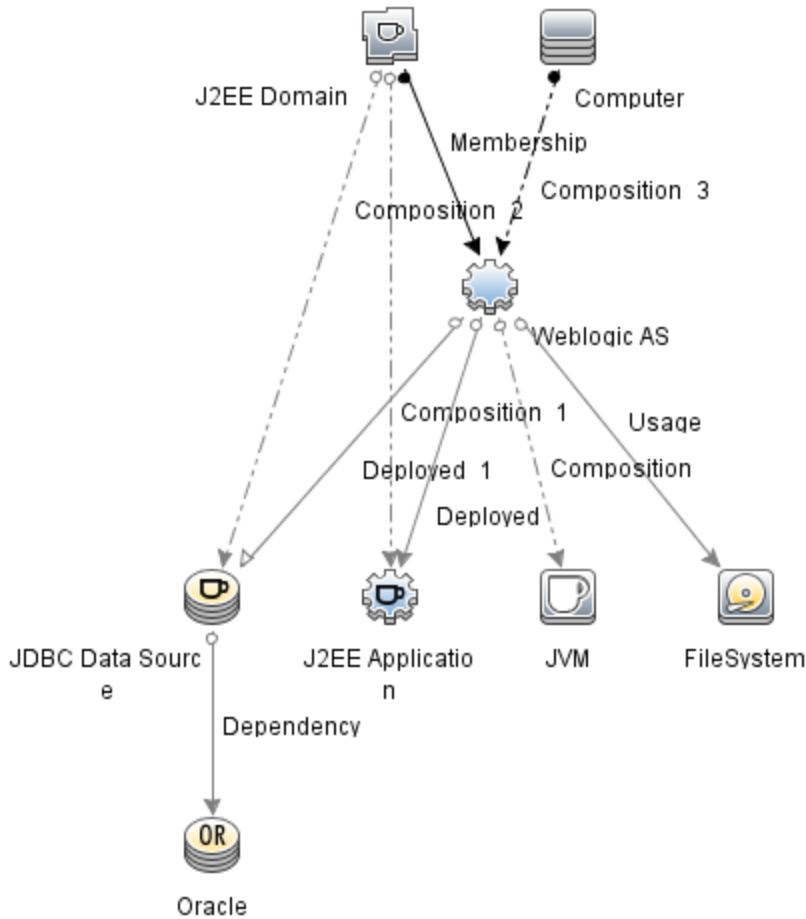 J2EE Domain
Computer
Membership
Composition 3
Composition 2
Weblogic AS
Composition 1
Usage
Deployed 1
Composition
Deployed
JDBC Data Sourc
e
J2EE Applicatio
n
JVM
FileSystem
Dependency
OR
Oracle